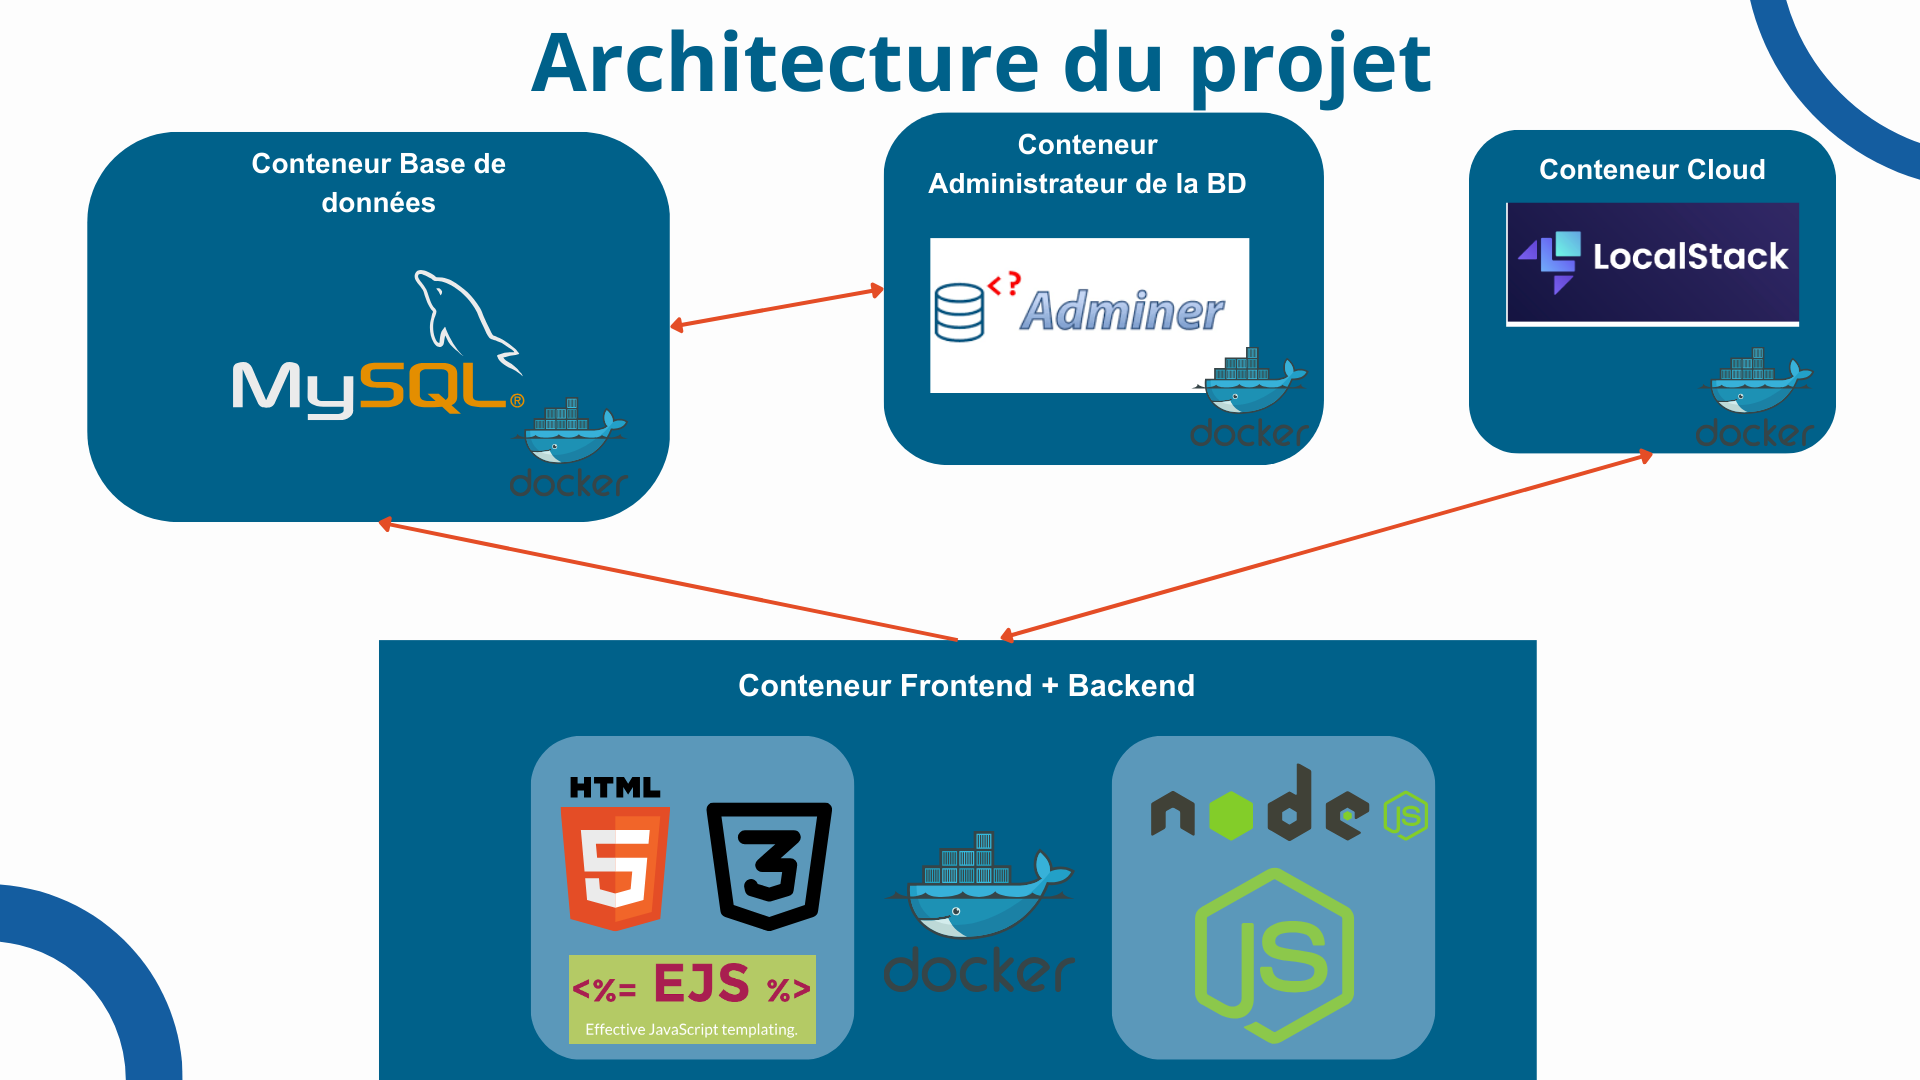 Architecture du projet
Conteneur Base de
données
MySQL®
docker
Conteneur
Administrateur de la BD
<?
Adminer
docker
Conteneur Cloud
LocalStack
docker
Conteneur Frontend + Backend
HTML
5
3
<%= EJS %>
Effective JavaScript templating.
docker
node JS
JS